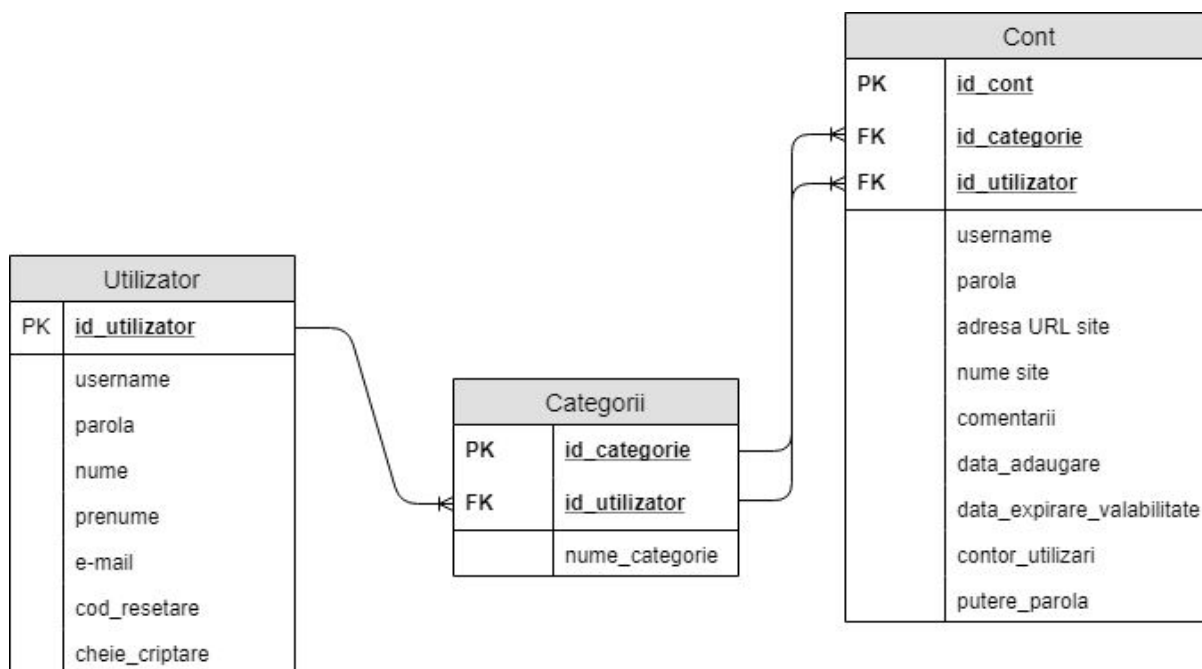 Utilizator
PK id_utilizator
username
parola
nume
prenume
e-mail
cod_resetare
cheie_criptare
Categorii
PK id_categorie
FK id_utilizator
nume_categorie
Cont
PK id_cont
FK id_categorie
FK id_utilizator
username
parola
adresa URL site
nume site
comentarii
data_adaugare
data_expirare_valabilitate
contor_utilizari
putere_parola